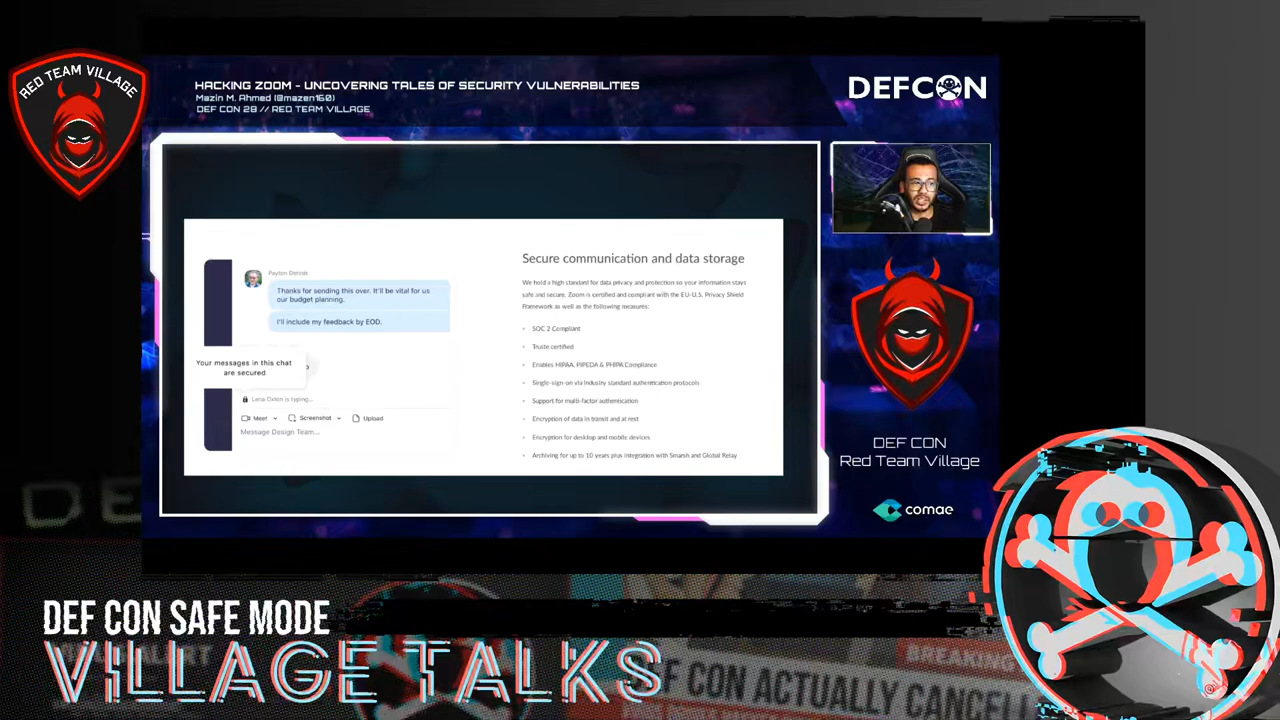 RED TEAM VILLAGE
HACKING ZOOM - UNCOVERING TALES OF SECURITY VULNERABILITIES
Mazin M. Ahmed (@mazen160)
DEF CON 28 // RED TEAM VILLAGE
DEFCON
Payton Dennis
Thanks for sending this over. It'll be vital for us
our budget planning.
I'll include my feedback by EOD.
Your messages in this chat
are secured
Lena Oxton is typing...
Meet
Screenshot
Upload
Message Design Team...
Secure communication and data storage
We hold a high standard for data privacy and protection so your information stays
safe and secure. Zoom is certified and compliant with the EU-U.S. Privacy Shield
Framework as well as the following measures:
• SOC 2 Compliant
• Truste certified
• Enables HIPAA, PIPEDA & PHIPA Compliance
• Single-sign-on via industry standard authentication protocols
• Support for multi-factor authentication
• Encryption of data in transit and at rest
• Encryption for desktop and mobile devices
• Archiving for up to 10 years plus integration with Smarsh and Global Relay
DEF CON
Red Team Village
comae
DEF CON SAFE MODE
VILLAGE TALKS
BREAKING
DEF CON ACTUALLY CANCEL